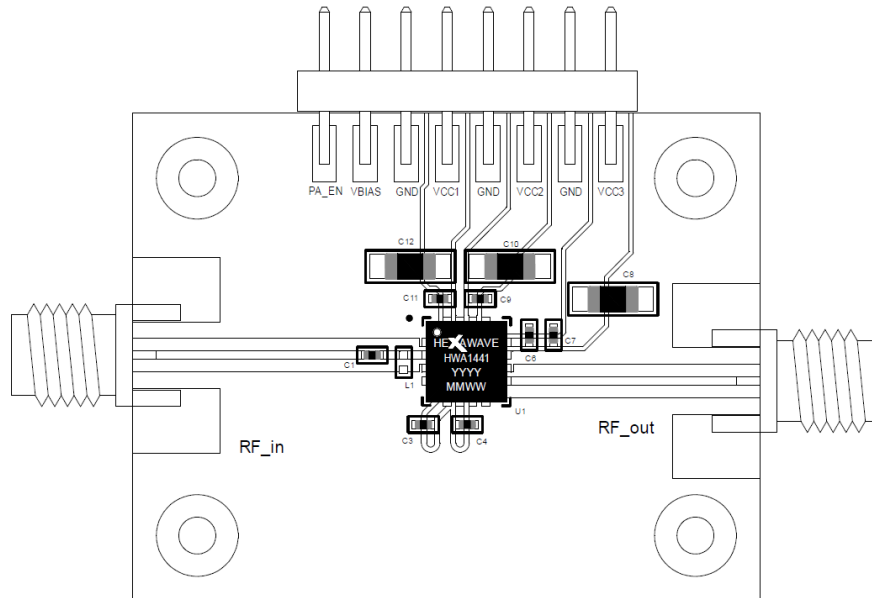 PA_EN VBIAS GND VCC1 GND VCC2 GND VCC3
C12 C10
C8
C11 C9
C6 C7
HEXAWAVE
HWA1441
YYYY
MMWW
C1
L1
U1
C3 C4
RF_in
RF_out